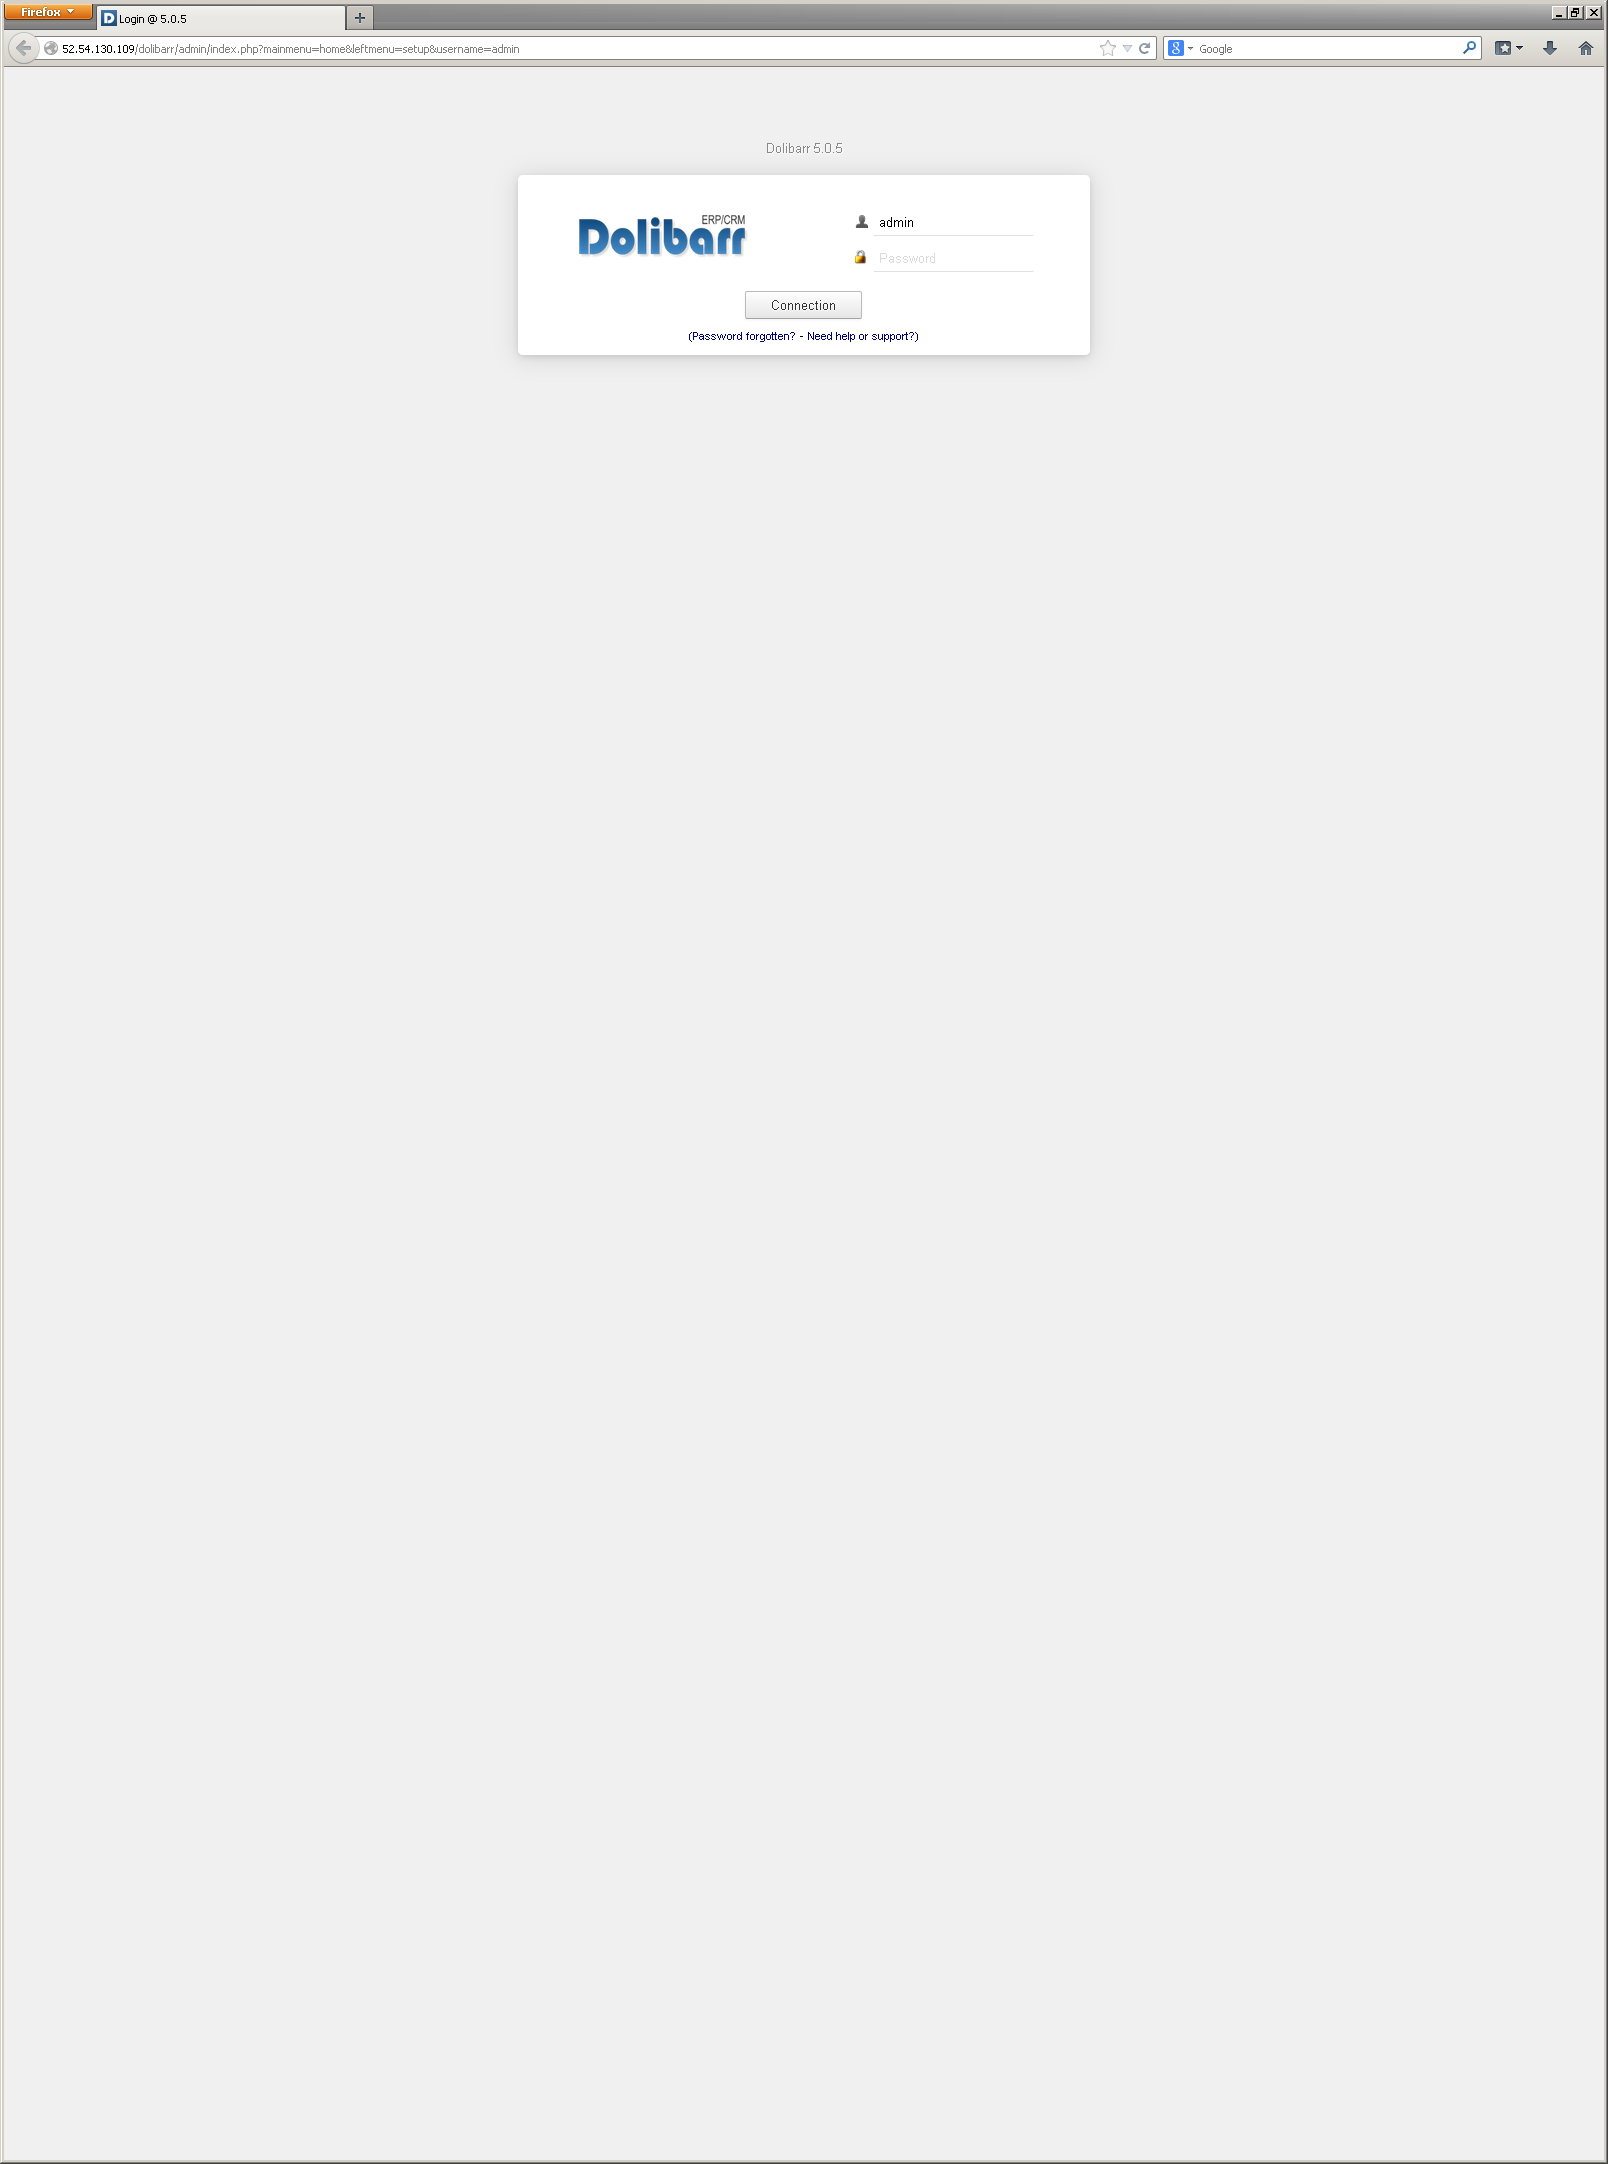 Firefox
Login @ 5.0.5
52.54.130.109/dolibarr/admin/index.php?mainmenu=home&leftmenu=setup&username=admin
Google
Dolibarr 5.0.5
ERP/CRM
Dolibarr
admin
Password
Connection
(Password forgotten? - Need help or support?)